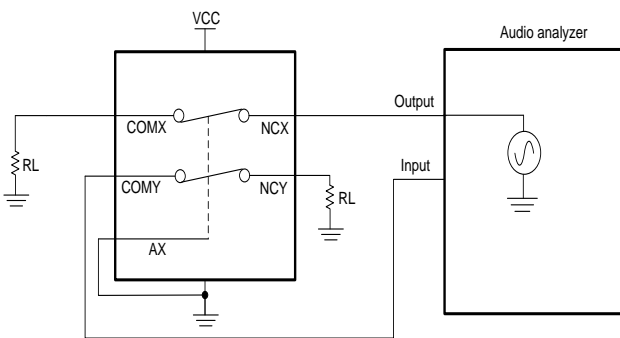 VCC
Audio analyzer
Output
COMX
NCX
Input
RL
COMY
NCY
RL
AX